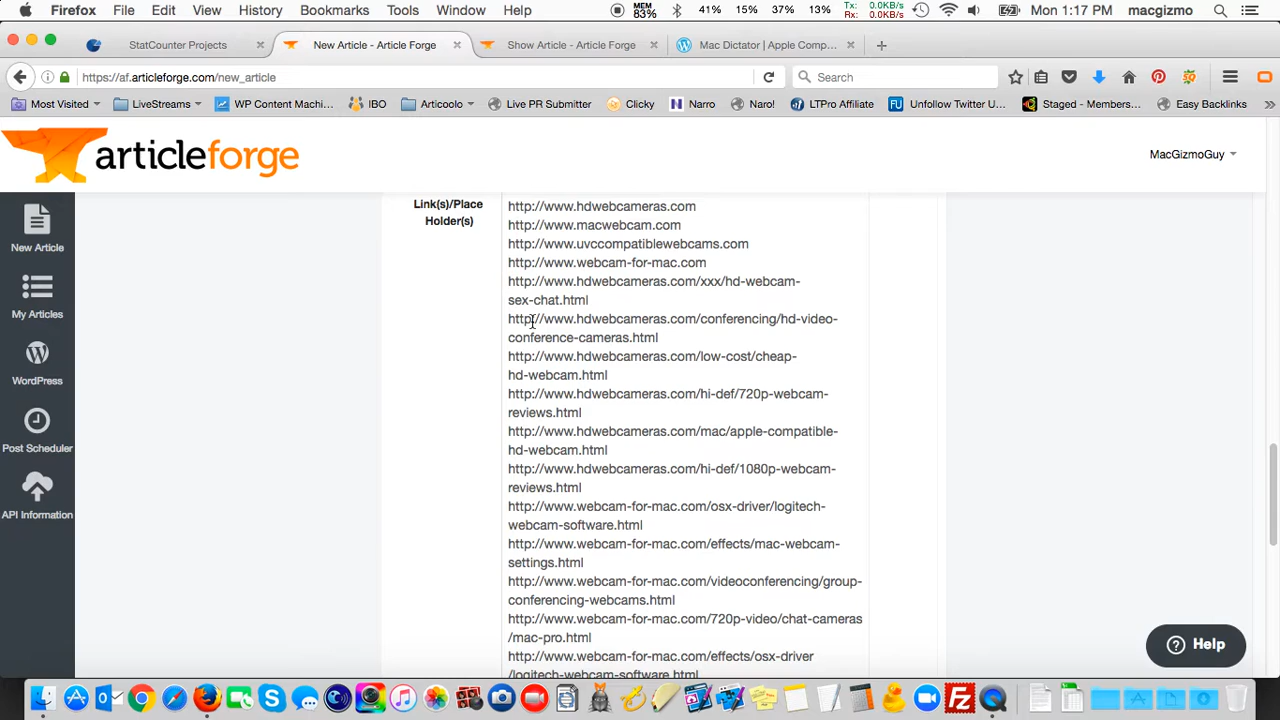 Firefox File Edit View History Bookmarks Tools Window Help MEM 83% 41% 15% 37% 13% Tx: 0.0KB/s Rx: 0.0KB/s Mon 1:17 PM macgizmo
StatCounter Projects New Article - Article Forge Show Article - Article Forge Mac Dictator | Apple Comp...
https://af.articleforge.com/new_article Search
Most Visited LiveStreams WP Content Machi... IBO Articoolo Live PR Submitter Clicky Narro Narb! LTPro Affiliate Unfollow Twitter U... Staged - Members... Easy Backlinks
articleforge
MacGizmoGuy
New Article
My Articles
WordPress
Post Scheduler
API Information
Link(s)/Place
Holder(s)
http://www.hdwebcameras.com
http://www.macwebcam.com
http://www.uvccompatiblewebcams.com
http://www.webcam-for-mac.com
http://www.hdwebcameras.com/xxx/hd-webcam-
sex-chat.html
http://www.hdwebcameras.com/conferencing/hd-video-
conference-cameras.html
http://www.hdwebcameras.com/low-cost/cheap-
hd-webcam.html
http://www.hdwebcameras.com/hi-def/720p-webcam-
reviews.html
http://www.hdwebcameras.com/mac/apple-compatible-
hd-webcam.html
http://www.hdwebcameras.com/hi-def/1080p-webcam-
reviews.html
http://www.webcam-for-mac.com/osx-driver/logitech-
webcam-software.html
http://www.webcam-for-mac.com/effects/mac-webcam-
settings.html
http://www.webcam-for-mac.com/videoconferencing/group-
conferencing-webcams.html
http://www.webcam-for-mac.com/720p-video/chat-cameras
/mac-pro.html
http://www.webcam-for-mac.com/effects/osx-driver
/logitech-webcam-software.html
Help